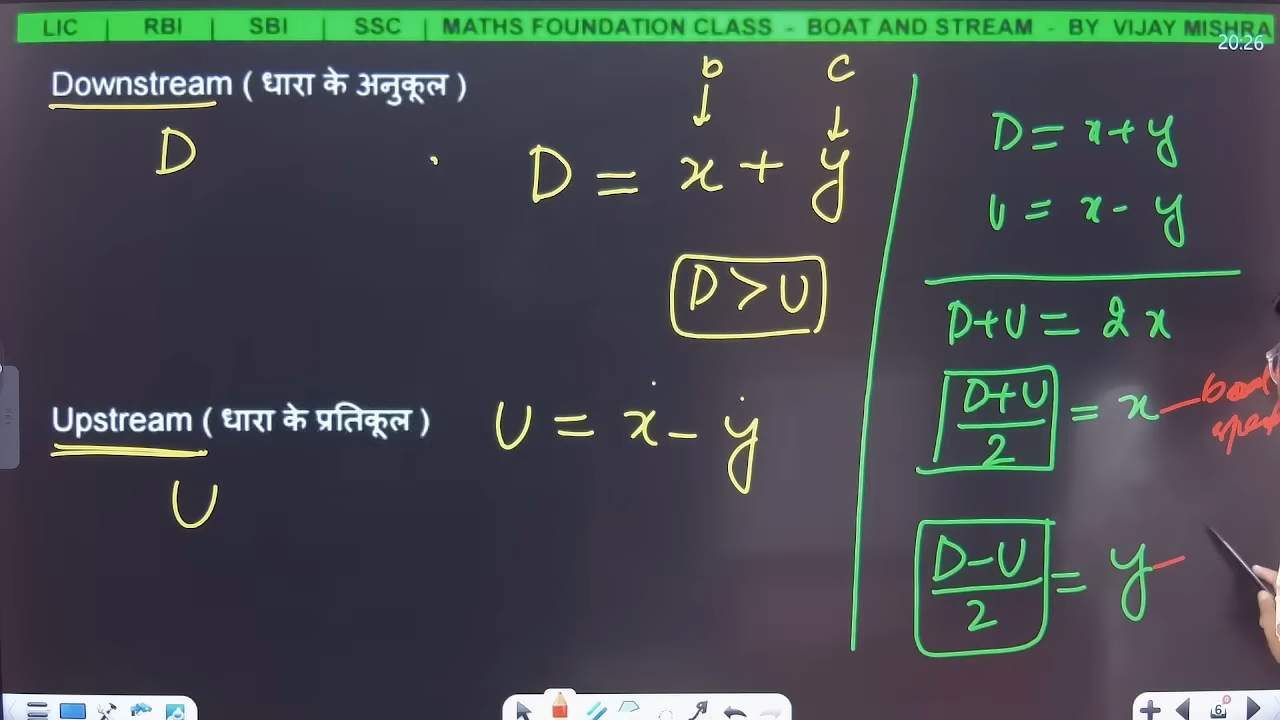 LIC | RBI | SBI | SSC | MATHS FOUNDATION CLASS - BOAT AND STREAM - BY VIJAY MISHRA
20:26
Downstream ( धारा के अनुकूल )
D
b c
D = x + y
D > U
Upstream ( धारा के प्रतिकूल )
U
U = x - y
D = x + y
U = x - y
D+U = 2x
D+U/2 = x - boat
D-U/2 = y -